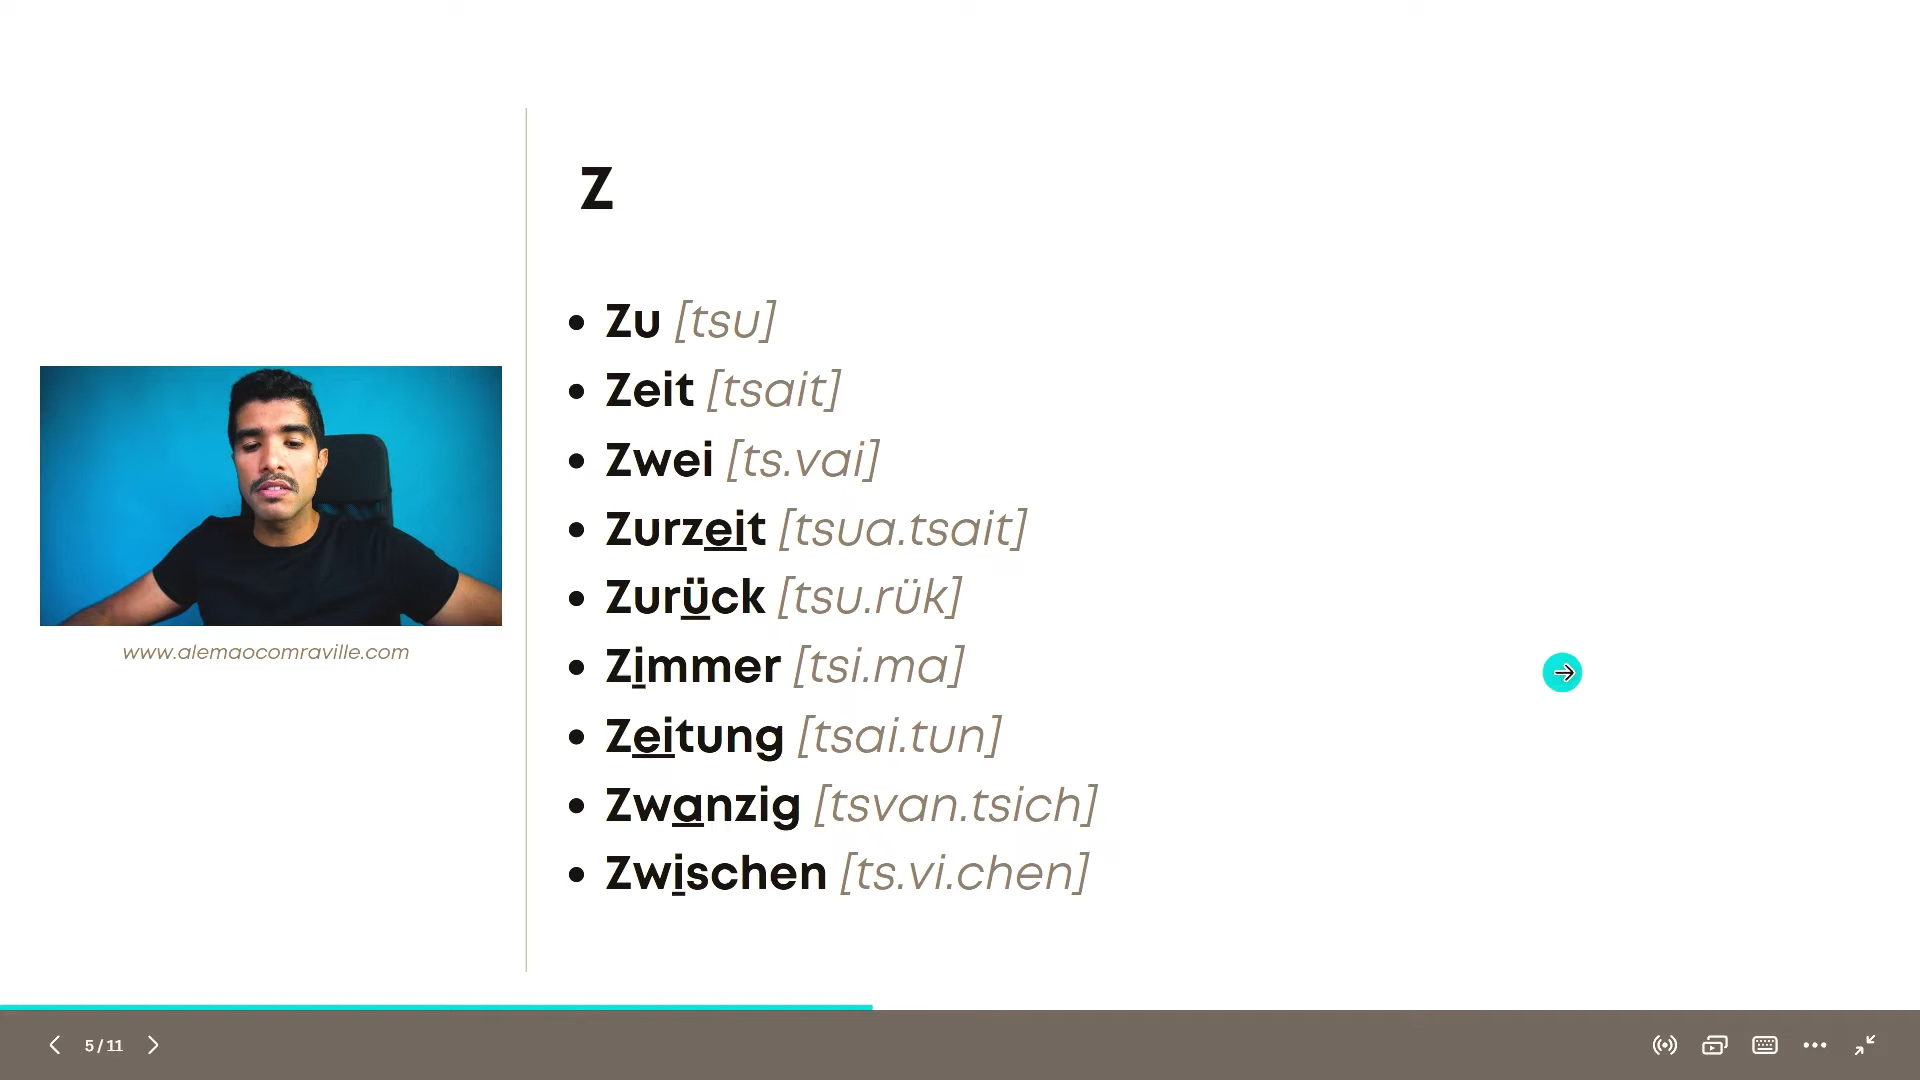 Z
Zu [tsu]
Zeit [tsait]
Zwei [ts.vai]
Zurzeit [tsua.tsait]
Zurück [tsu.rük]
Zimmer [tsi.ma]
Zeitung [tsai.tun]
Zwanzig [tsvan.tsich]
Zwischen [ts.vi.chen]
www.alemaocomraville.com
5 / 11